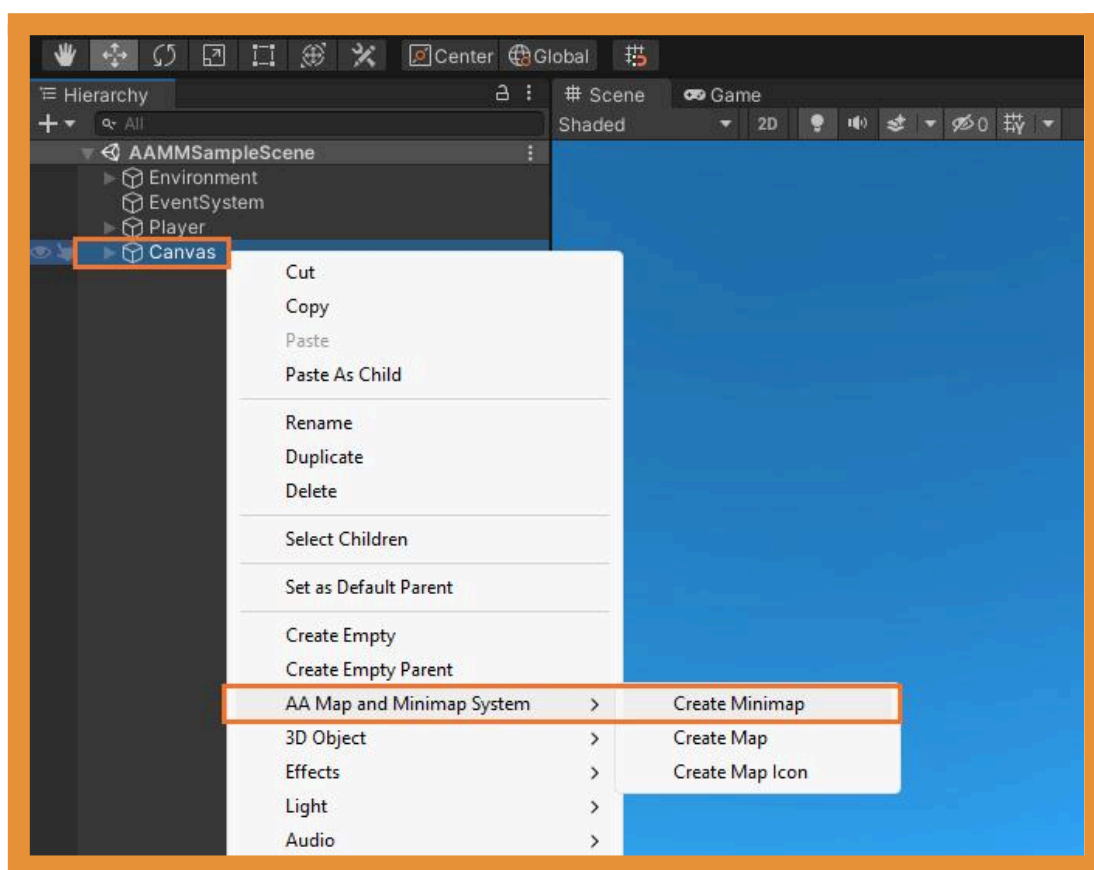 Center Global
Hierarchy
# Scene Game
All
Shaded 2D 0
AAMMSampleScene
Environment
EventSystem
Player
Canvas
Cut
Copy
Paste
Paste As Child
Rename
Duplicate
Delete
Select Children
Set as Default Parent
Create Empty
Create Empty Parent
AA Map and Minimap System > Create Minimap
3D Object > Create Map
Effects > Create Map Icon
Light >
Audio >